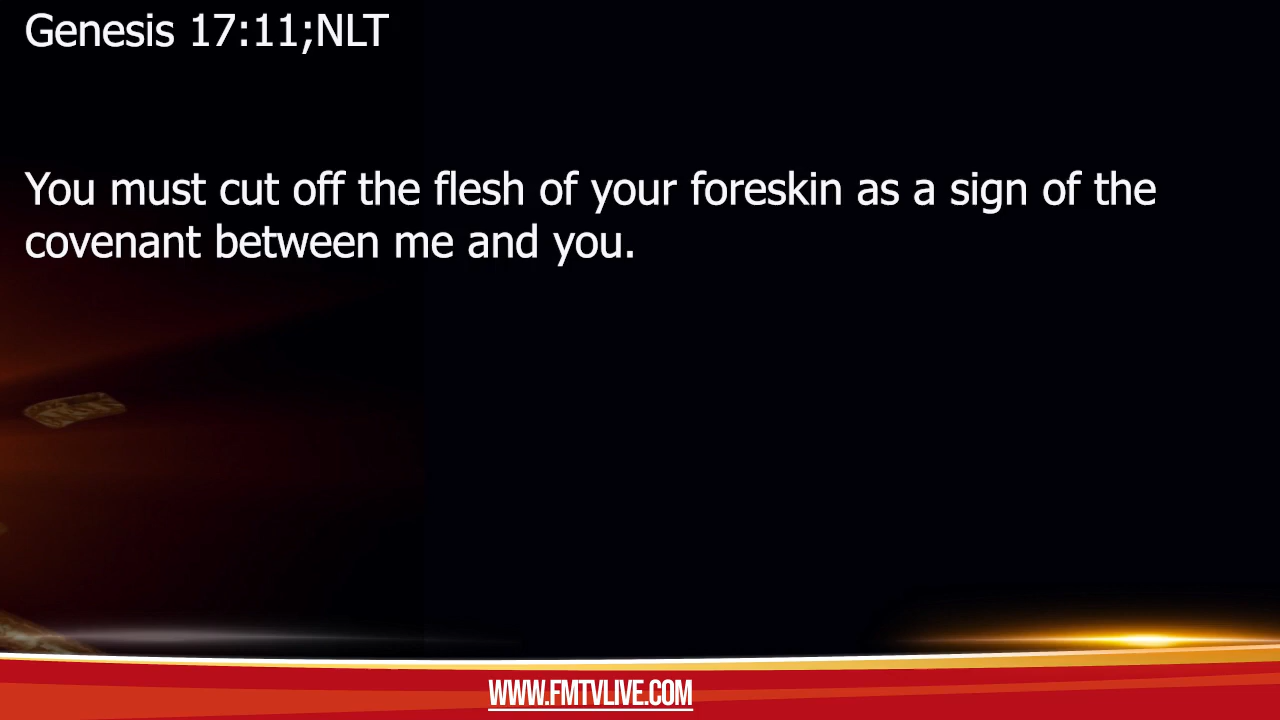 Genesis 17:11;NLT
You must cut off the flesh of your foreskin as a sign of the
covenant between me and you.
WWW.FMTVLIVE.COM